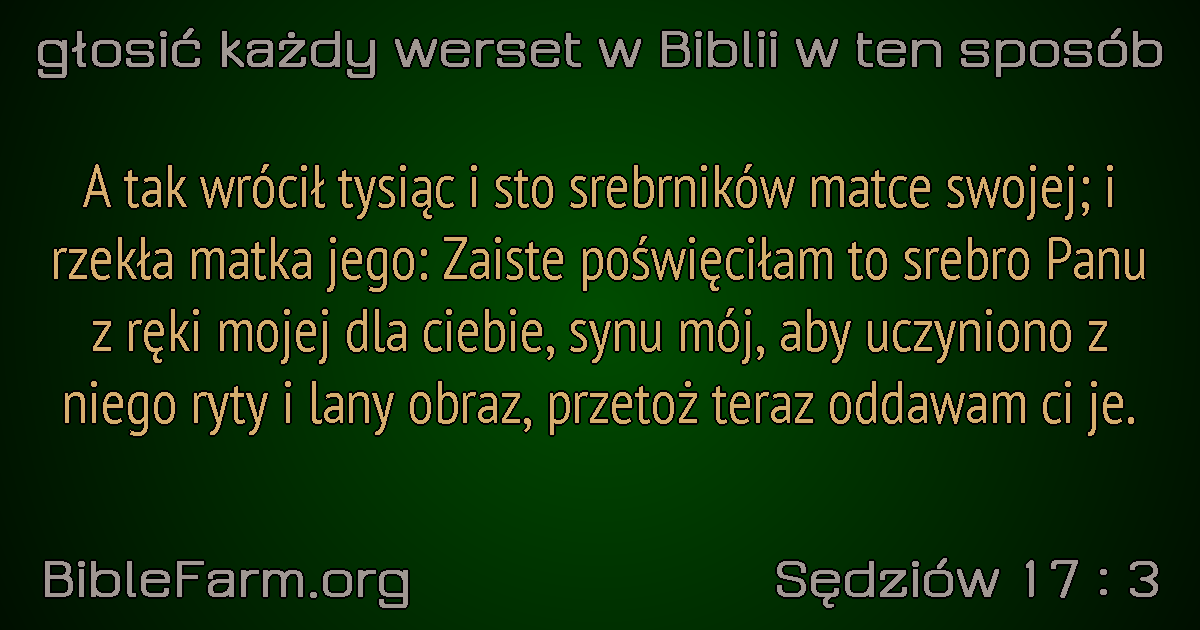 głosić każdy werset w Biblii w ten sposób
A tak wrócił tysiąc i sto srebrników matce swojej; i
rzekła matka jego: Zaiste poświęciłam to srebro Panu
z ręki mojej dla ciebie, synu mój, aby uczyniono z
niego ryty i lany obraz, przetoż teraz oddawam ci je.
BibleFarm.org
Sędziów 17 : 3